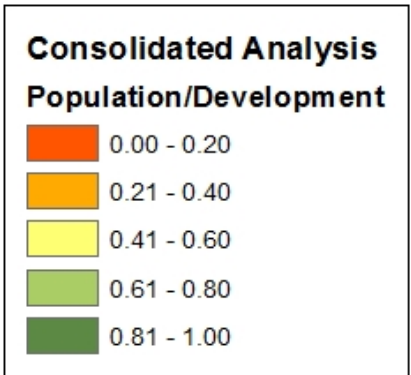 Consolidated Analysis
Population/Development
0.00 - 0.20
0.21 - 0.40
0.41 - 0.60
0.61 - 0.80
0.81 - 1.00